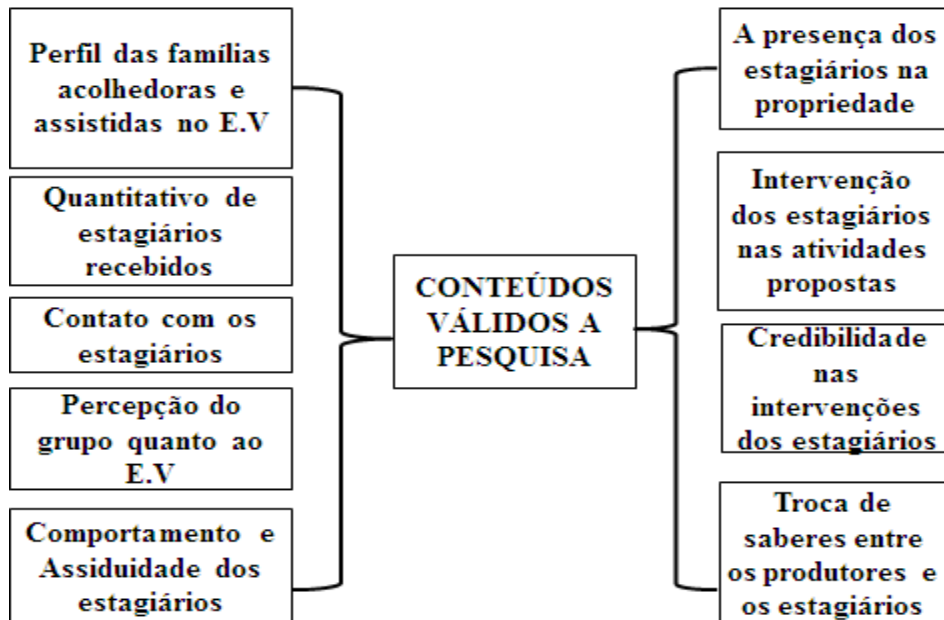 Perfil das famílias
acolhedoras e
assistidas no E.V
Quantitativo de
estagiários
recebidos
Contato com os
estagiários
Percepção do
grupo quanto ao
E.V
Comportamento e
Assiduidade dos
estagiários
CONTEÚDOS
VÁLIDOS A
PESQUISA
A presença dos
estagiários na
propriedade
Intervenção
dos estagiários
nas atividades
propostas
Credibilidade
nas
intervenções
dos estagiários
Troca de
saberes entre
os produtores e
os estagiários